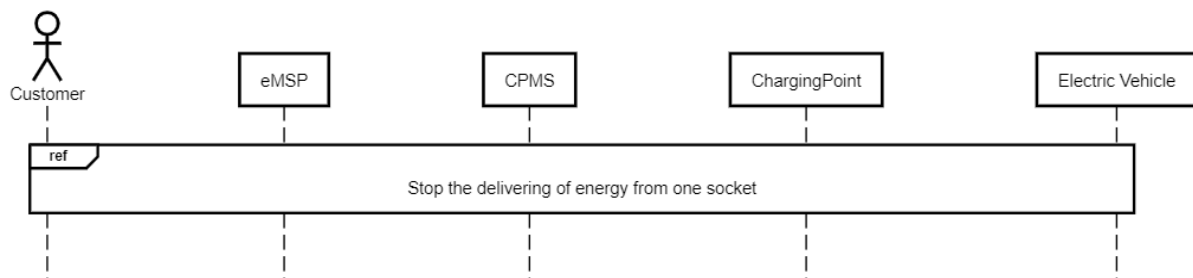 Customer
eMSP
CPMS
ChargingPoint
Electric Vehicle
ref
Stop the delivering of energy from one socket